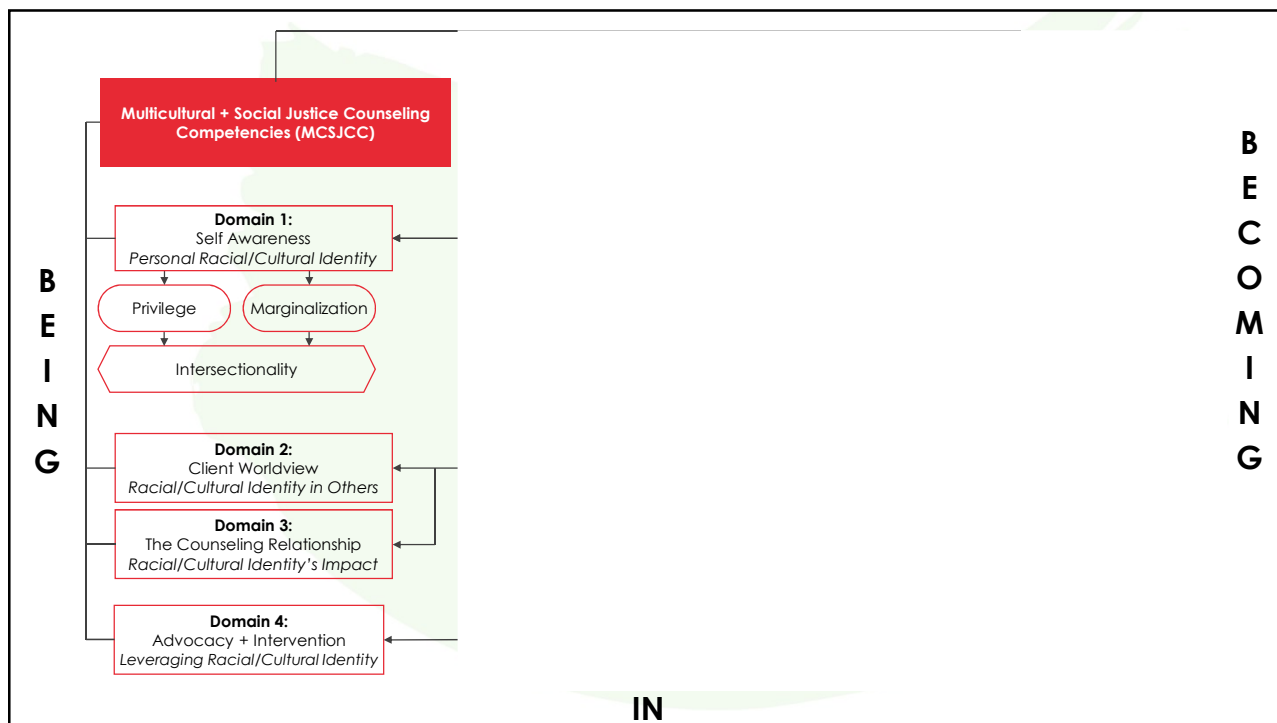 Multicultural + Social Justice Counseling
Competencies (MCSJCC)
Domain 1:
Self Awareness
Personal Racial/Cultural Identity
Privilege
Marginalization
Intersectionality
Domain 2:
Client Worldview
Racial/Cultural Identity in Others
Domain 3:
The Counseling Relationship
Racial/Cultural Identity's Impact
Domain 4:
Advocacy + Intervention
Leveraging Racial/Cultural Identity
B
E
I
N
G
IN
B
E
C
O
M
I
N
G